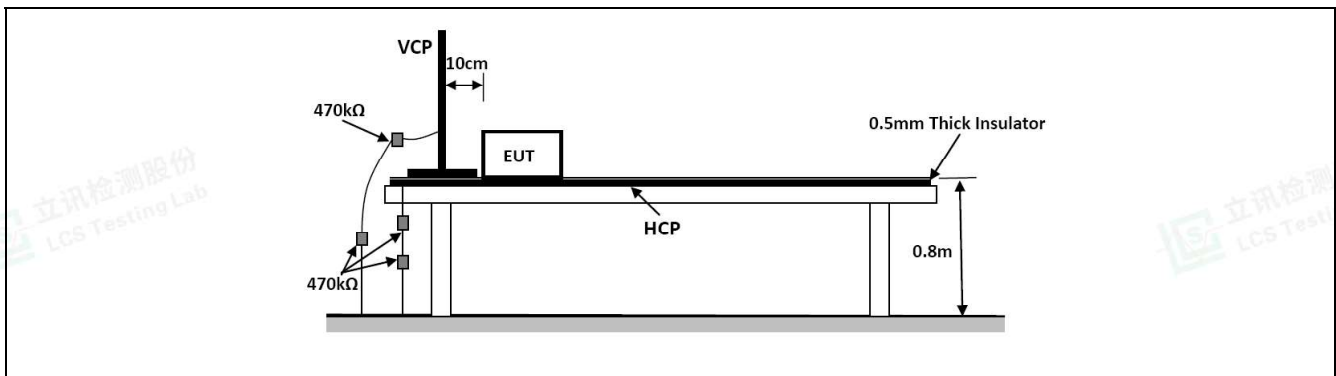 VCP
10cm
470kΩ
0.5mm Thick Insulator
EUT
立讯检测股份
LCS Testing Lab
HCP
0.8m
470kΩ
立讯检测
LCS Test